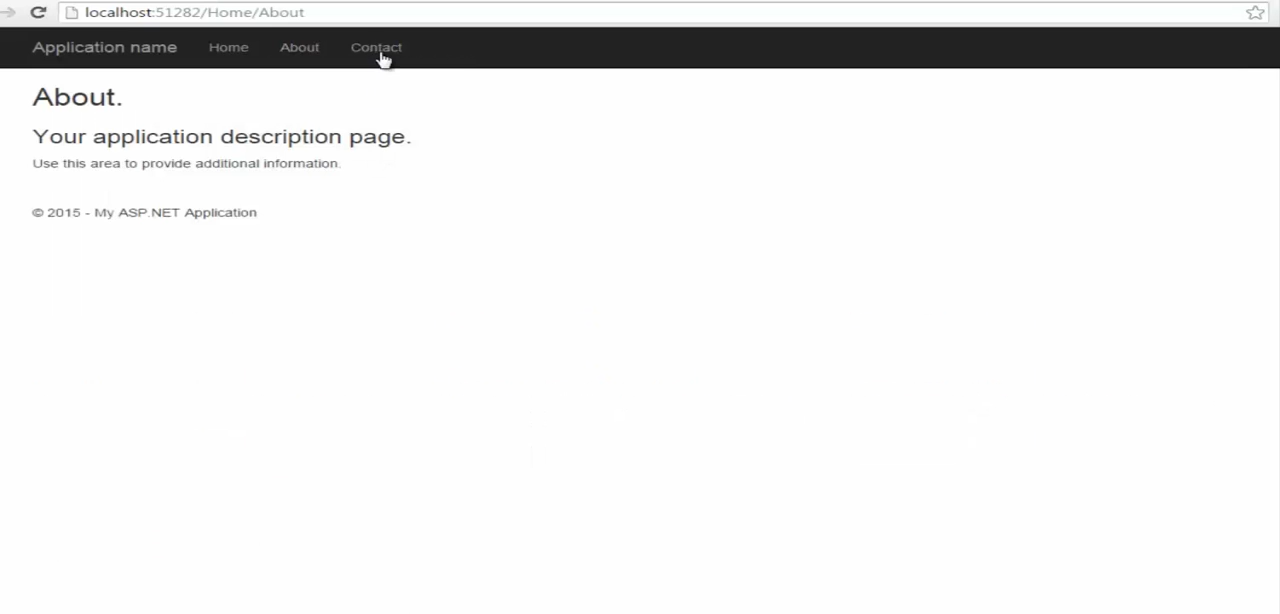 localhost:51282/Home/About
Application name Home About Contact
About.
Your application description page.
Use this area to provide additional information.
© 2015 - My ASP.NET Application